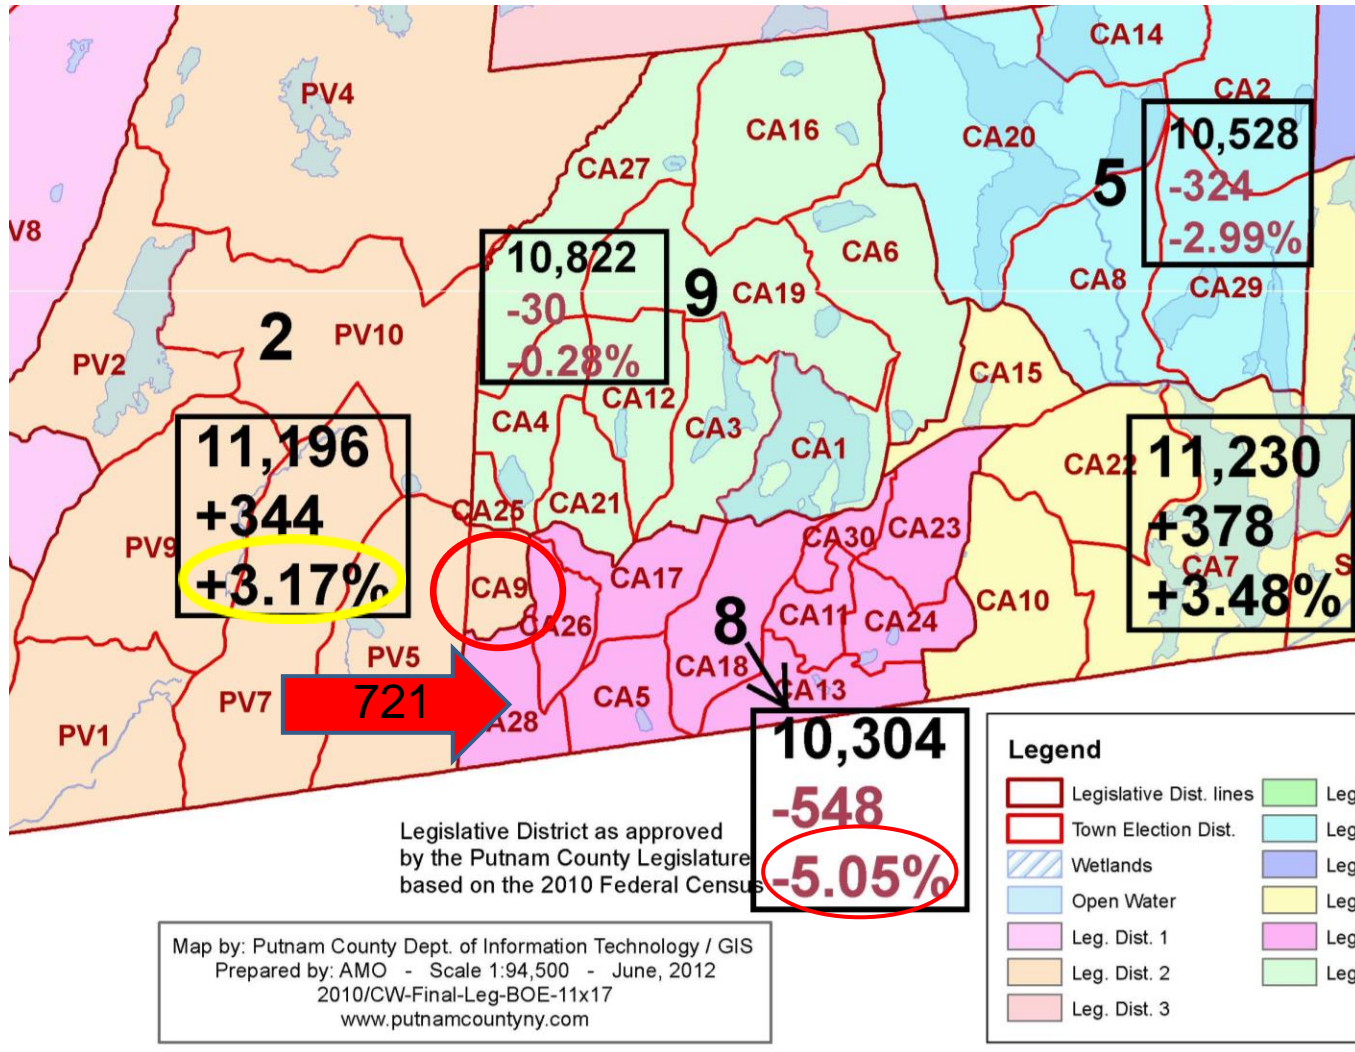 CA14
PV4
CA2
CA16
CA20
10,528
CA27
5
-324
V8
-2.99%
10,822
CA6
9
CA19
CA8
CA29
-30
2
PV10
-0.28%
PV2
CA15
CA12
CA4
CA3
CA1
11,196
CA22
11,230
CA21
CA25
+344
+378
PV9
CA30
CA23
+3.17%
CA9
CA17
CA7
S
+3.48%
CA10
CA26
8
CA11
CA24
PV5
CA18
PV7
721
CA5
CA13
A28
PV1
10,304
-548
-5.05%
Legislative District as approved
by the Putnam County Legislature
based on the 2010 Federal Census
Legend
Legislative Dist. lines
Town Election Dist.
Wetlands
Open Water
Leg. Dist. 1
Leg. Dist. 2
Leg. Dist. 3
Leg
Leg
Leg
Leg
Leg
Leg
Map by: Putnam County Dept. of Information Technology / GIS
Prepared by: AMO - Scale 1:94,500 - June, 2012
2010/CW-Final-Leg-BOE-11x17
www.putnamcountyny.com